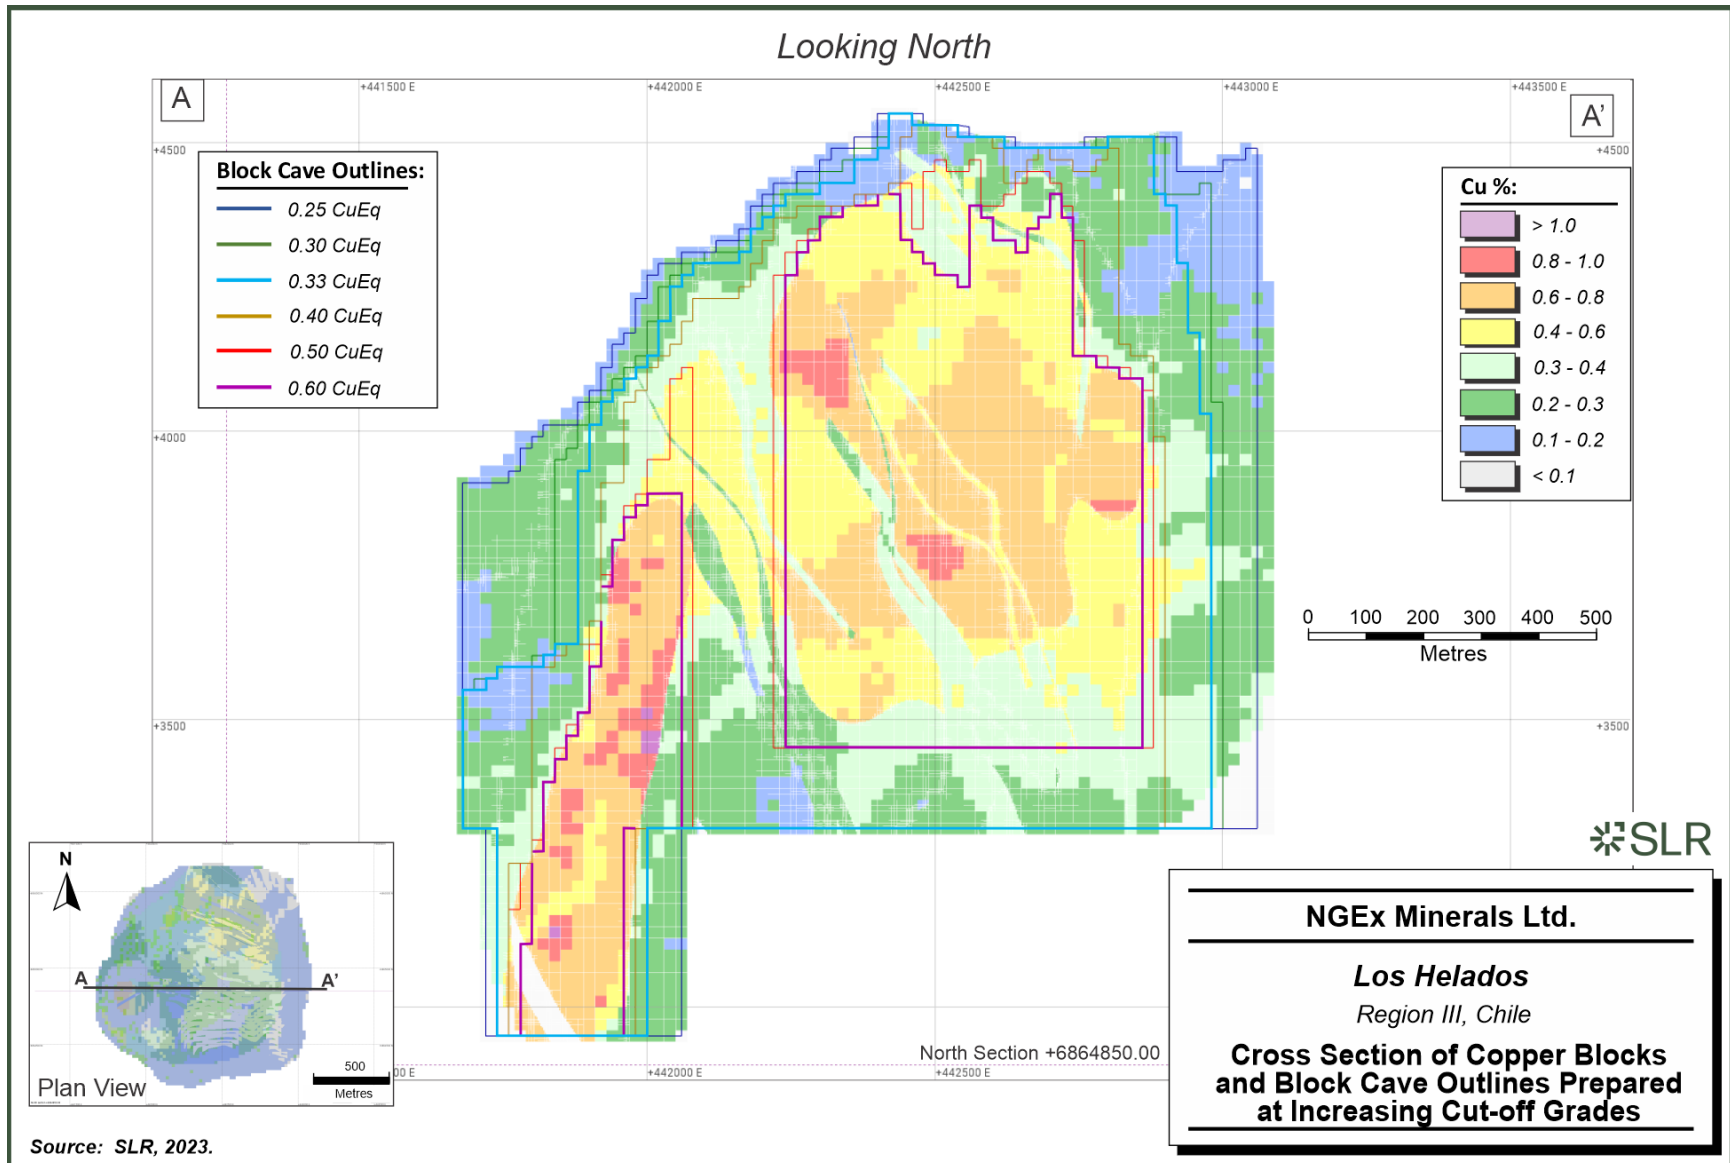 Looking North
A
A'
+441500 E
+442000 E
+442500 E
+443000 E
+443500 E
+4500
+4500
Block Cave Outlines:
0.25 CuEq
0.30 CuEq
0.33 CuEq
0.40 CuEq
0.50 CuEq
0.60 CuEq
Cu %:
> 1.0
0.8 - 1.0
0.6 - 0.8
0.4 - 0.6
0.3 - 0.4
0.2 - 0.3
0.1 - 0.2
< 0.1
+4000
0 100 200 300 400 500
Metres
+3500
+3500
SLR
N
A
A'
Plan View
500
Metres
00 E
+442000 E
+442500 E
North Section +6864850.00
NGEx Minerals Ltd.
Los Helados
Region III, Chile
Cross Section of Copper Blocks
and Block Cave Outlines Prepared
at Increasing Cut-off Grades
Source: SLR, 2023.